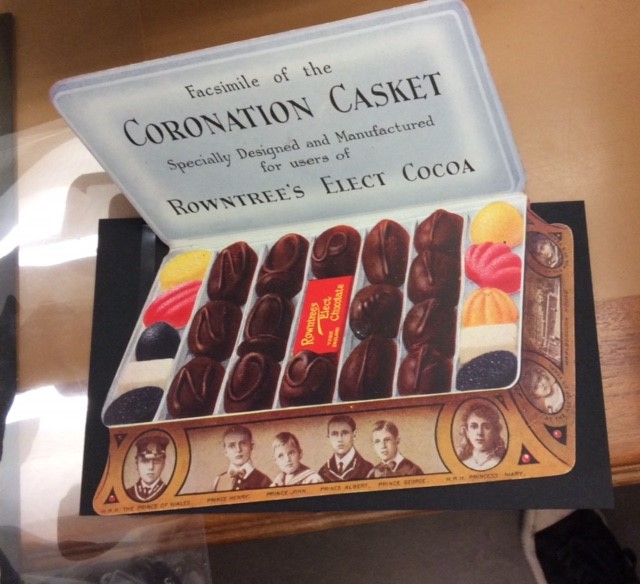 Facsimile of the
CORONATION CASKET
Specially Designed and Manufactured
for users of
ROWNTREE'S ELECT COCOA
Rowntree's
Elect
Chocolate
H.R.H. THE PRINCE OF WALES.
PRINCE HENRY.
PRINCE JOHN.
PRINCE ALBERT.
PRINCE GEORGE.
H.R.H. PRINCESS MARY.